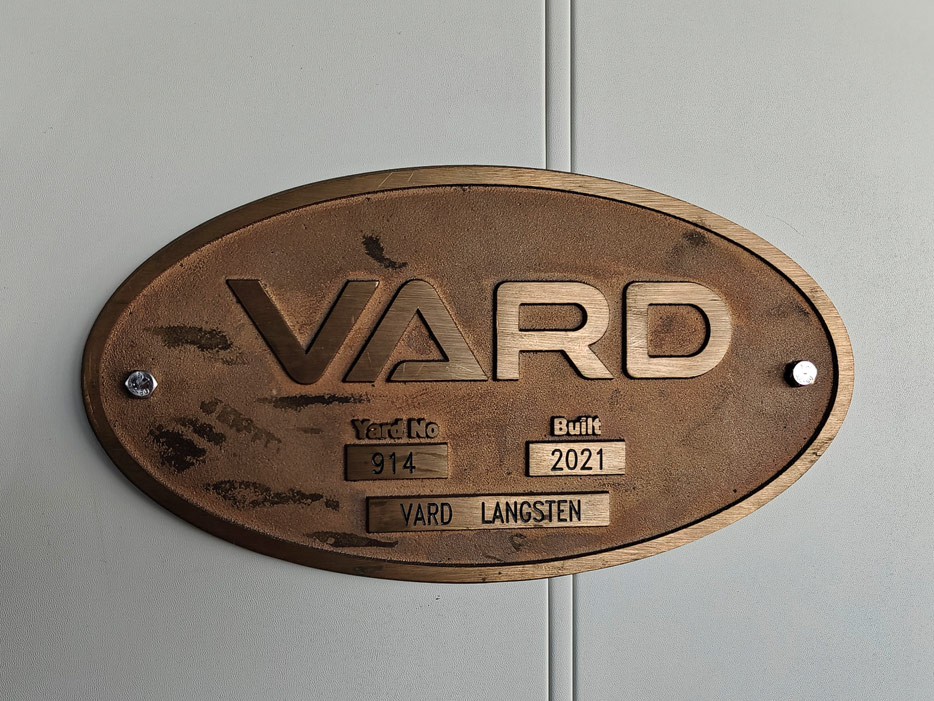 VARD
Yard No Built
914 2021
VARD LANGSTEN